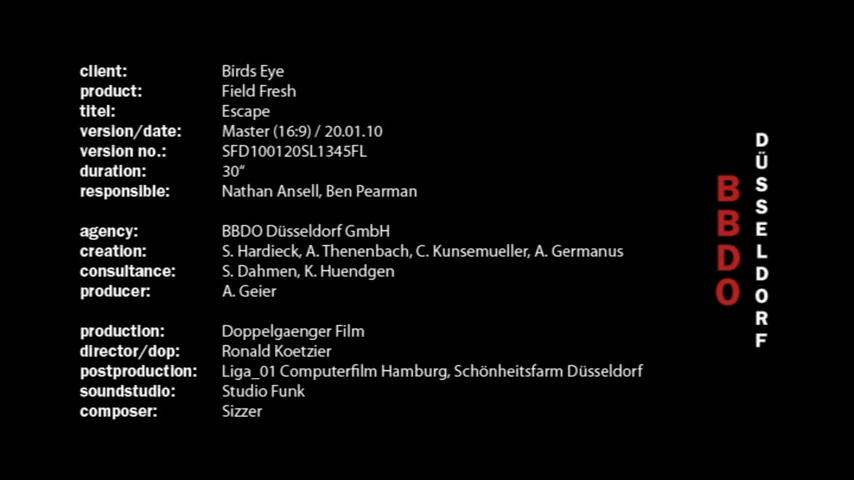 client: Birds Eye
product: Field Fresh
titel: Escape
version/date: Master (16:9) / 20.01.10
version no.: SFD100120SL1345FL
duration: 30“
responsible: Nathan Ansell, Ben Pearman
agency: BBDO Düsseldorf GmbH
creation: S. Hardieck, A. Thenenbach, C. Kunsemueller, A. Germanus
consultance: S. Dahmen, K. Huendgen
producer: A. Geier
production: Doppelgaenger Film
director/dop: Ronald Koetzier
postproduction: Liga_01 Computerfilm Hamburg, Schönheitsfarm Düsseldorf
soundstudio: Studio Funk
composer: Sizzer
BBDO
DÜSSELDORF